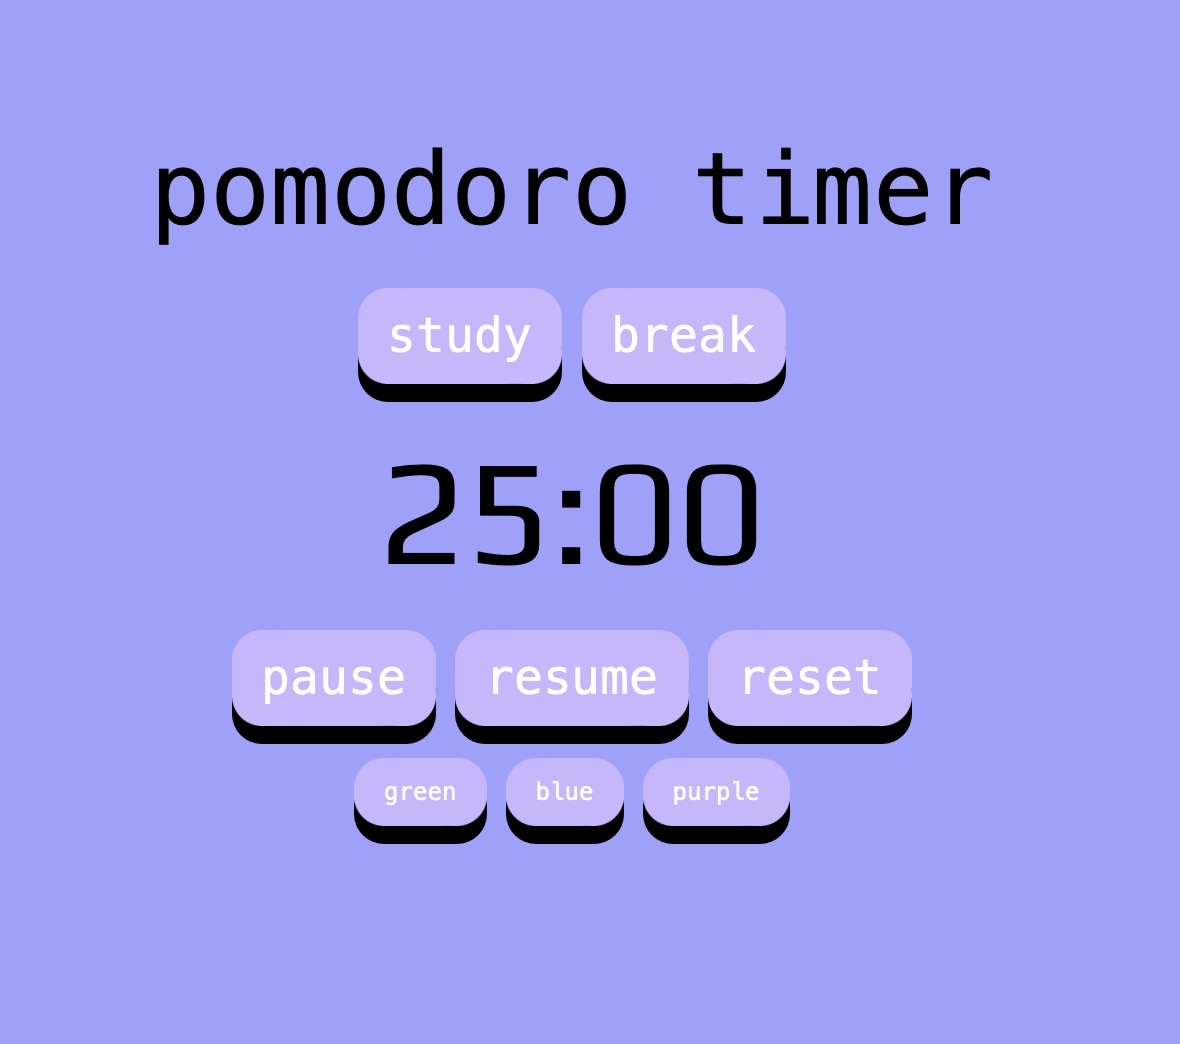 pomodoro timer
study break
25:00
pause resume reset
green blue purple